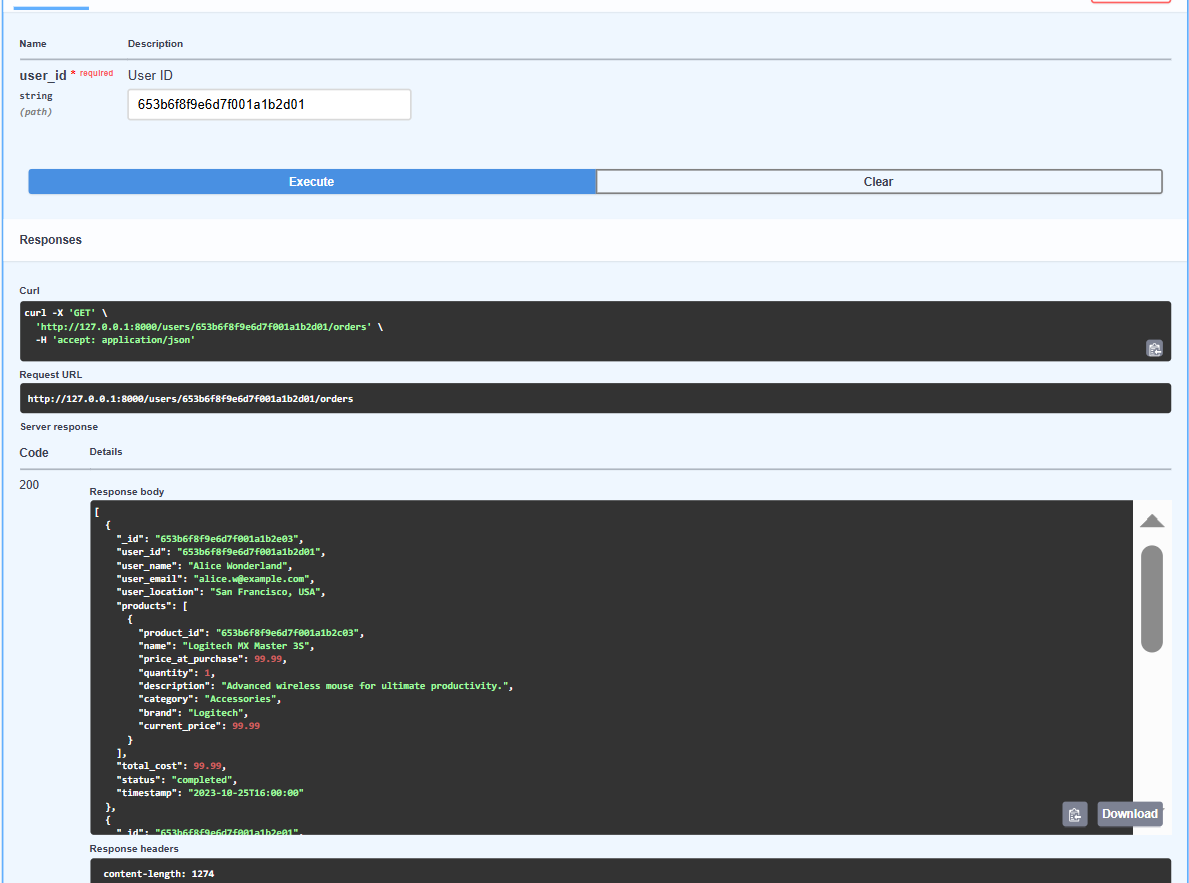 Name Description
user_id * required User ID
string
(path)
653b6f8f9e6d7f001a1b2d01
Execute Clear
Responses
Curl
curl -X 'GET' \
'http://127.0.0.1:8000/users/653b6f8f9e6d7f001a1b2d01/orders' \
-H 'accept: application/json'
Request URL
http://127.0.0.1:8000/users/653b6f8f9e6d7f001a1b2d01/orders
Server response
Code Details
200
Response body
[
{
"_id": "653b6f8f9e6d7f001a1b2e03",
"user_id": "653b6f8f9e6d7f001a1b2d01",
"user_name": "Alice Wonderland",
"user_email": "alice.w@example.com",
"user_location": "San Francisco, USA",
"products": [
{
"product_id": "653b6f8f9e6d7f001a1b2c03",
"name": "Logitech MX Master 3S",
"price_at_purchase": 99.99,
"quantity": 1,
"description": "Advanced wireless mouse for ultimate productivity.",
"category": "Accessories",
"brand": "Logitech",
"current_price": 99.99
}
],
"total_cost": 99.99,
"status": "completed",
"timestamp": "2023-10-25T16:00:00"
},
{
"_id": "653b6f8f9e6d7f001a1b2e01",
Download
Response headers
content-length: 1274